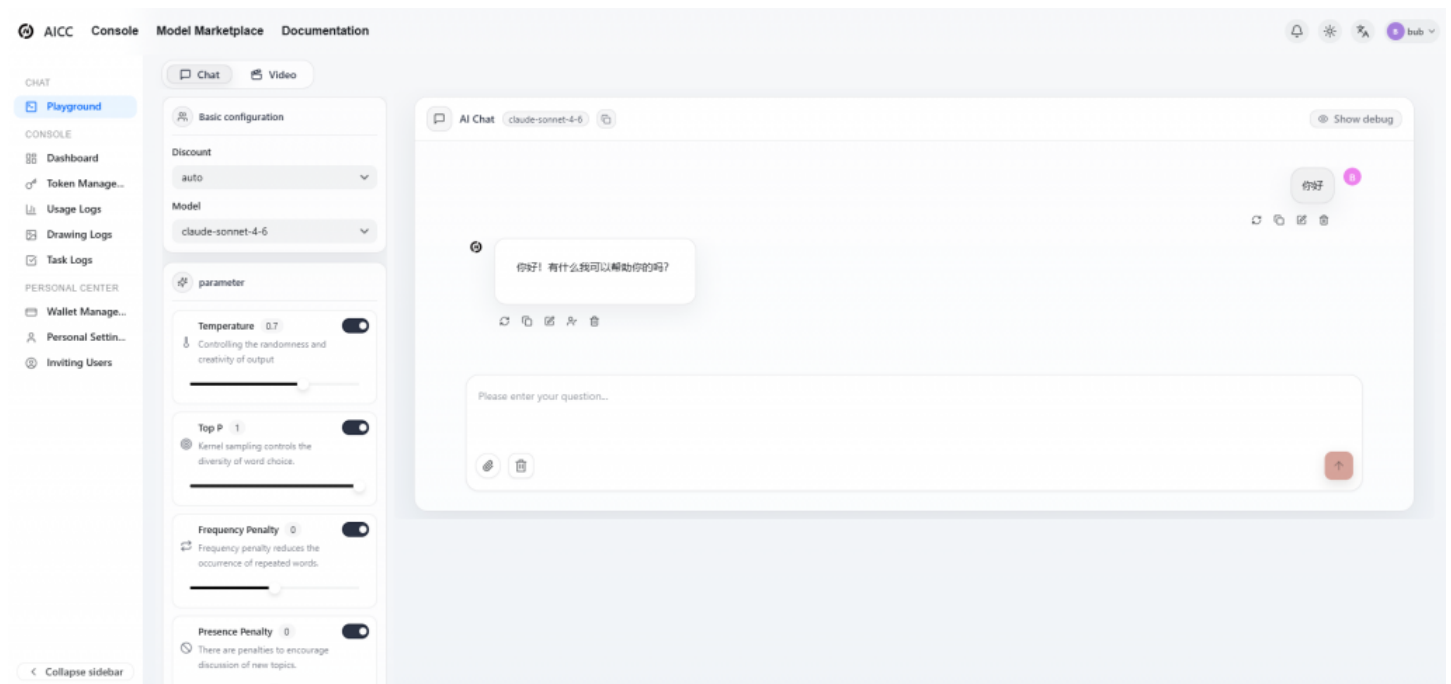 AICC Console Model Marketplace Documentation
B bub
CHAT
Playground
CONSOLE
Dashboard
Token Manage...
Usage Logs
Drawing Logs
Task Logs
PERSONAL CENTER
Wallet Manage...
Personal Settin...
Inviting Users
Collapse sidebar
Chat Video
Basic configuration
Discount
auto
Model
claude-sonnet-4-6
parameter
Temperature 0.7
Controlling the randomness and
creativity of output
Top P 1
Kernel sampling controls the
diversity of word choice.
Frequency Penalty 0
Frequency penalty reduces the
occurrence of repeated words.
Presence Penalty 0
There are penalties to encourage
discussion of new topics.
AI Chat claude-sonnet-4-6
Show debug
你好 B
你好！有什么我可以帮助你的吗？
Please enter your question...